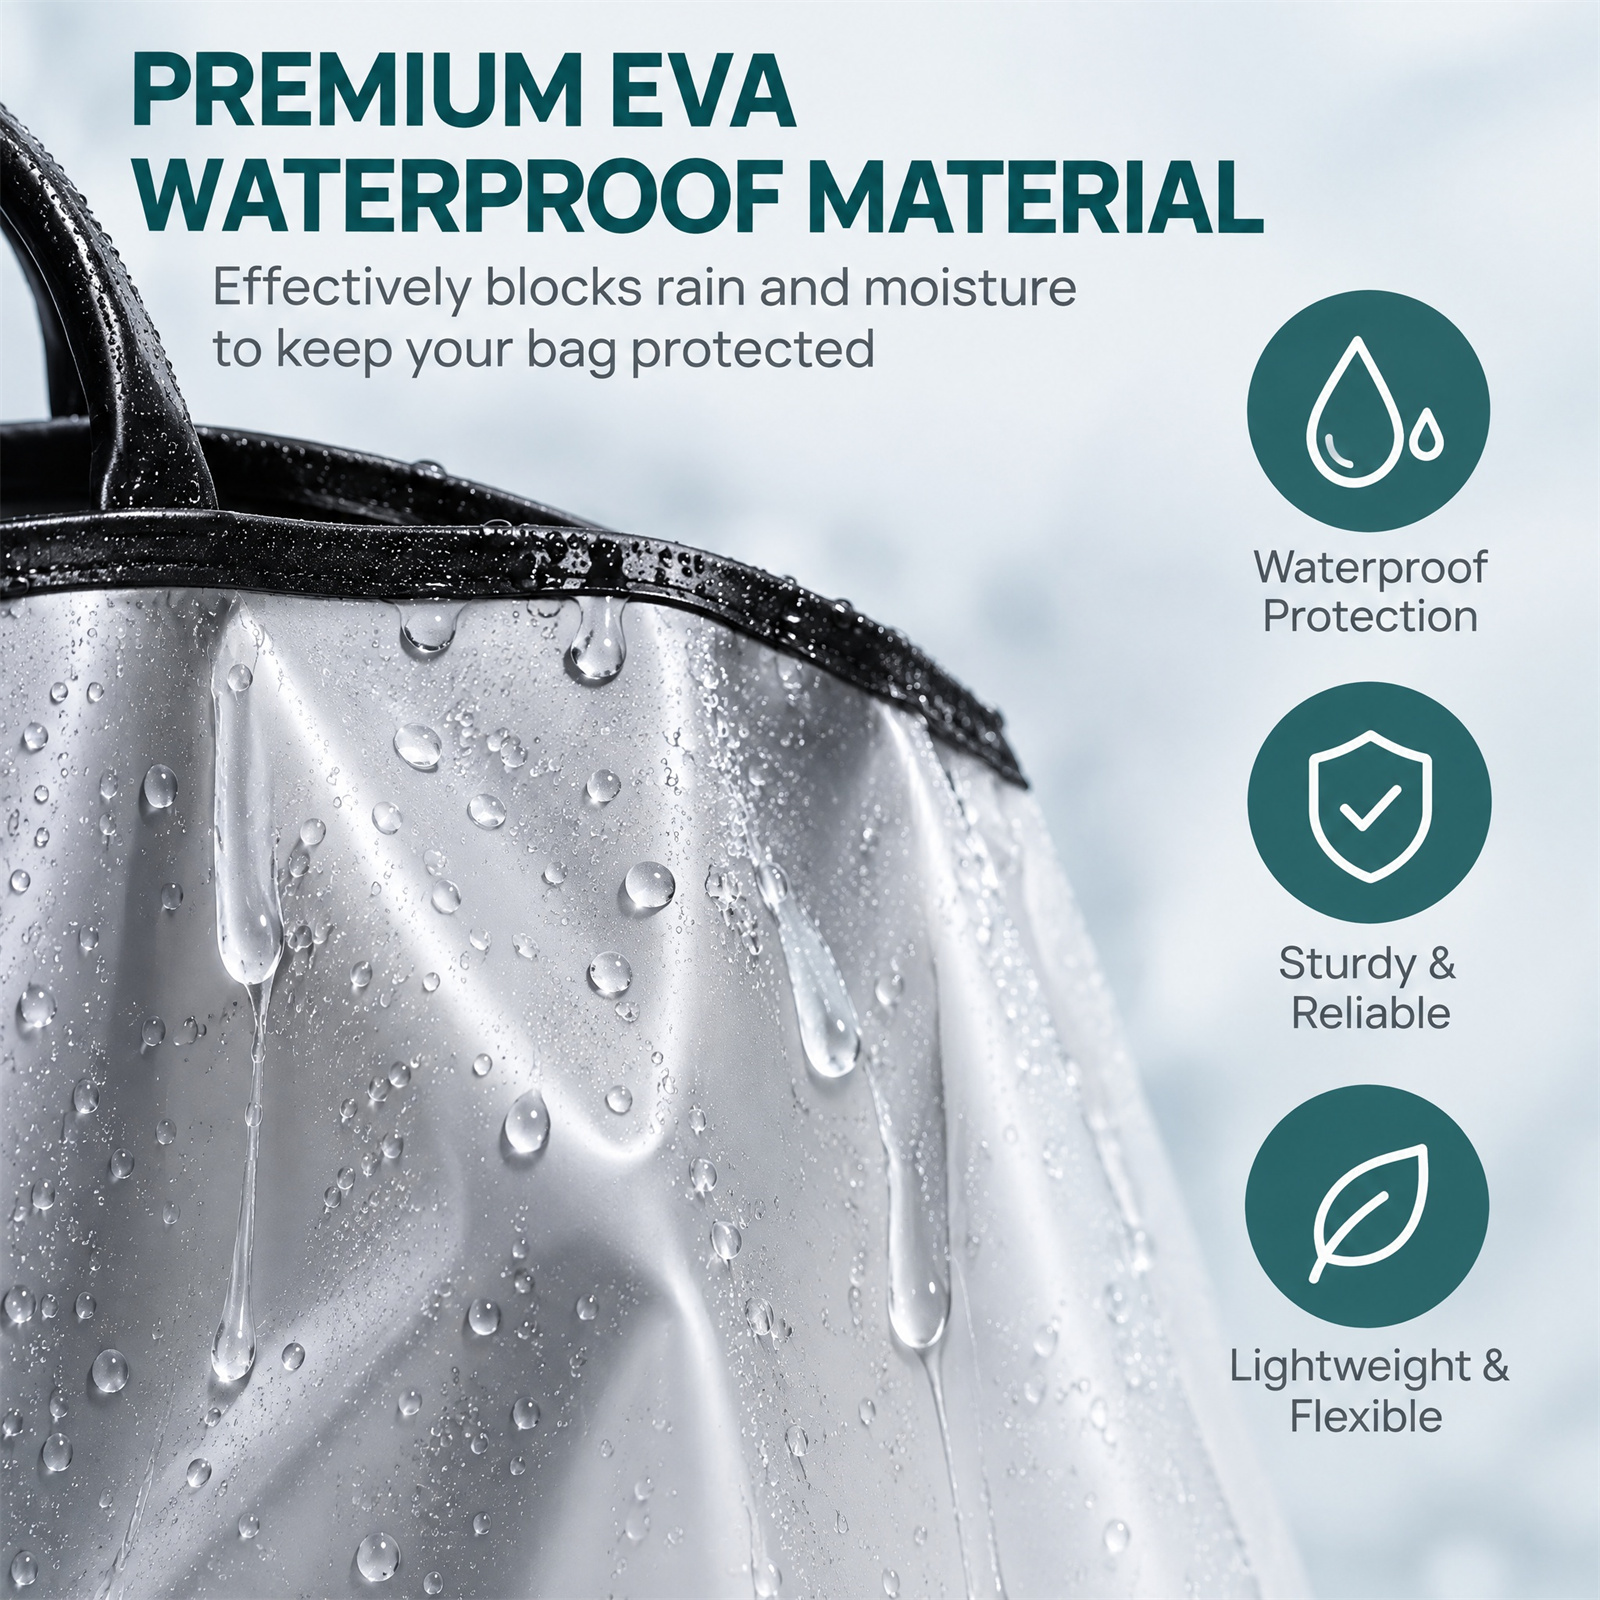 PREMIUM EVA
WATERPROOF MATERIAL
Effectively blocks rain and moisture
to keep your bag protected
Waterproof
Protection
Sturdy &
Reliable
Lightweight &
Flexible